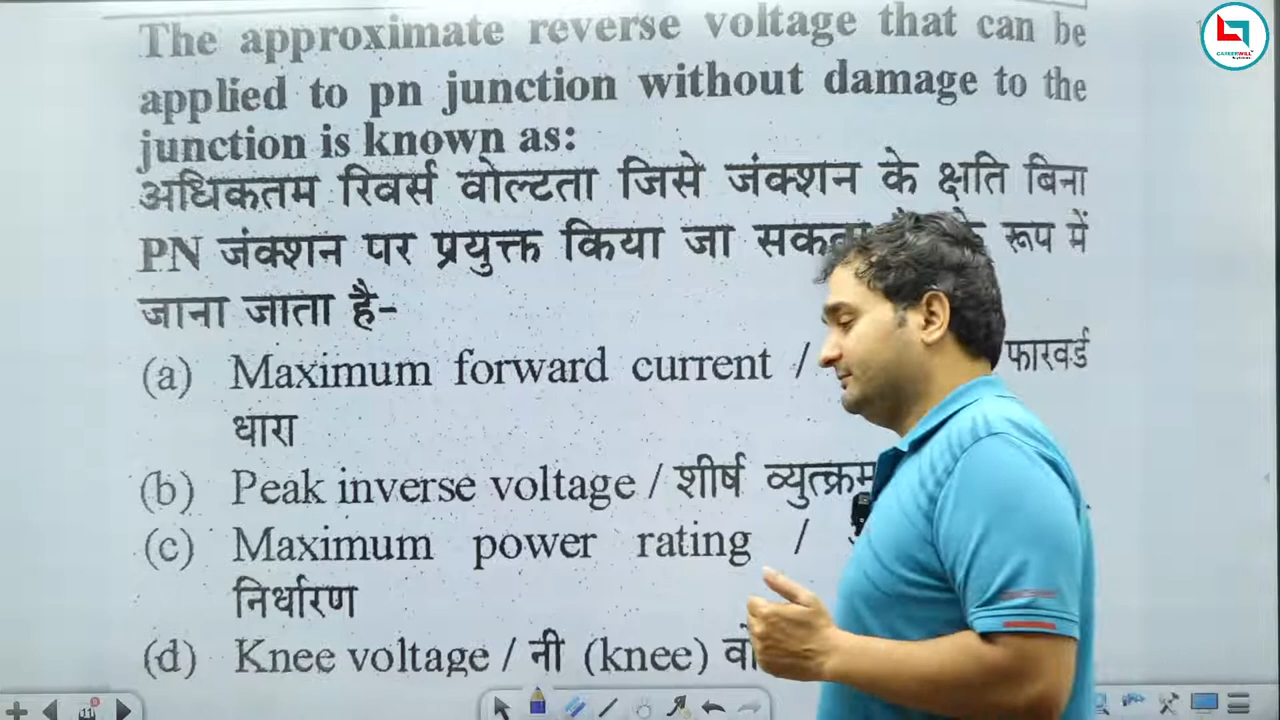 The approximate reverse voltage that can be
applied to pn junction without damage to the
junction is known as:
अधिकतम रिवर्स वोल्टता जिसे जंक्शन के क्षति बिना
PN जंक्शन पर प्रयुक्त किया जा रूप में
जाना जाता है-
(a) Maximum forward current / फारवर्ड
धारा
(b) Peak inverse voltage / शीर्ष व्युत्क्रम
(c) Maximum power rating /
निर्धारण
(d) Knee voltage / नी (knee)
CAREERWILL